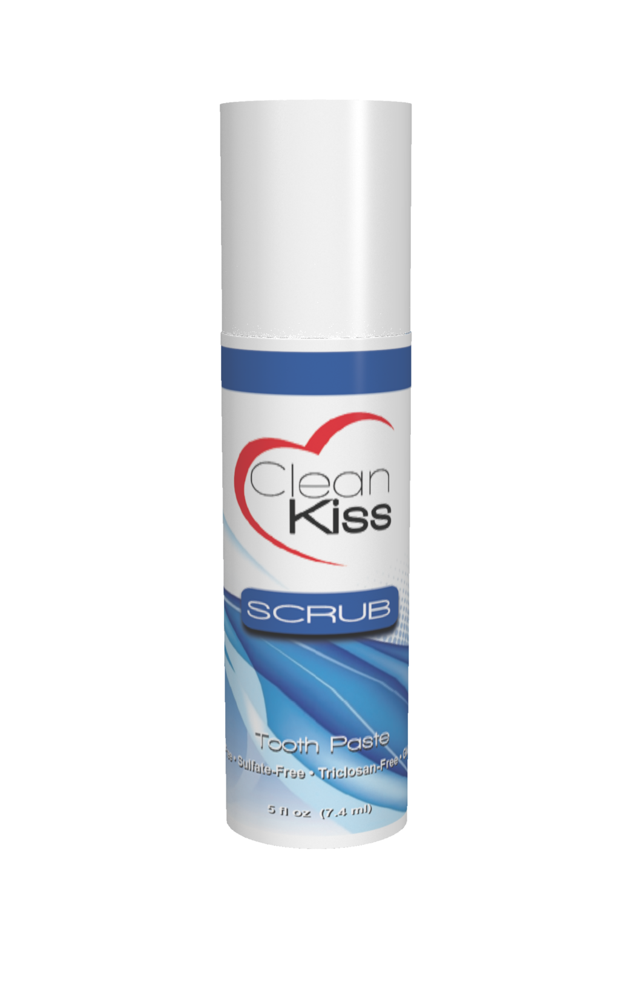 Clean
Kiss
SCRUB
Tooth Paste
• Sulfate-Free • Triclosan-Free •
5 fl oz (7.4 ml)